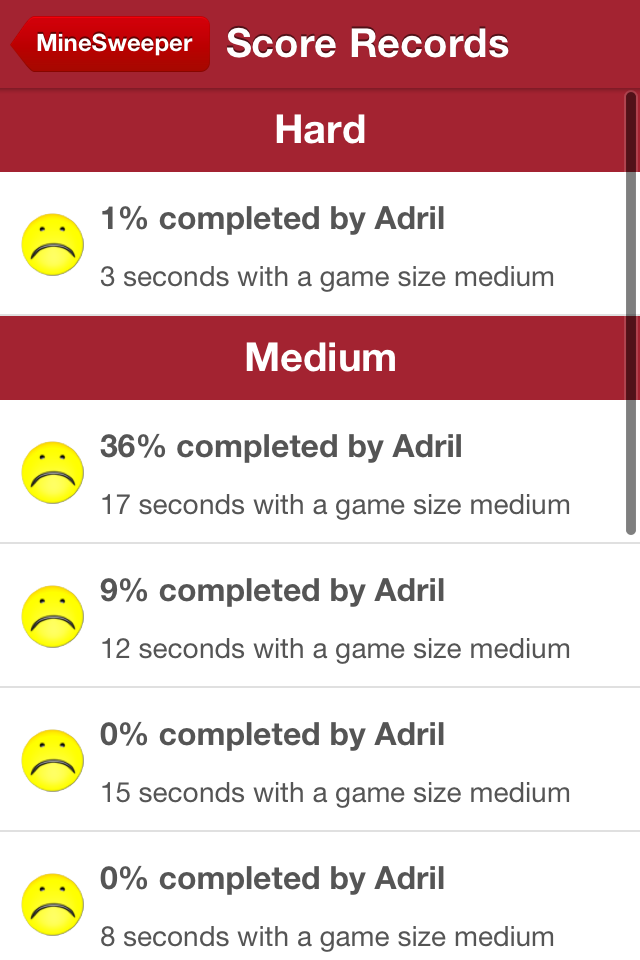 MineSweeper
Score Records
Hard
1% completed by Adril
3 seconds with a game size medium
Medium
36% completed by Adril
17 seconds with a game size medium
9% completed by Adril
12 seconds with a game size medium
0% completed by Adril
15 seconds with a game size medium
0% completed by Adril
8 seconds with a game size medium